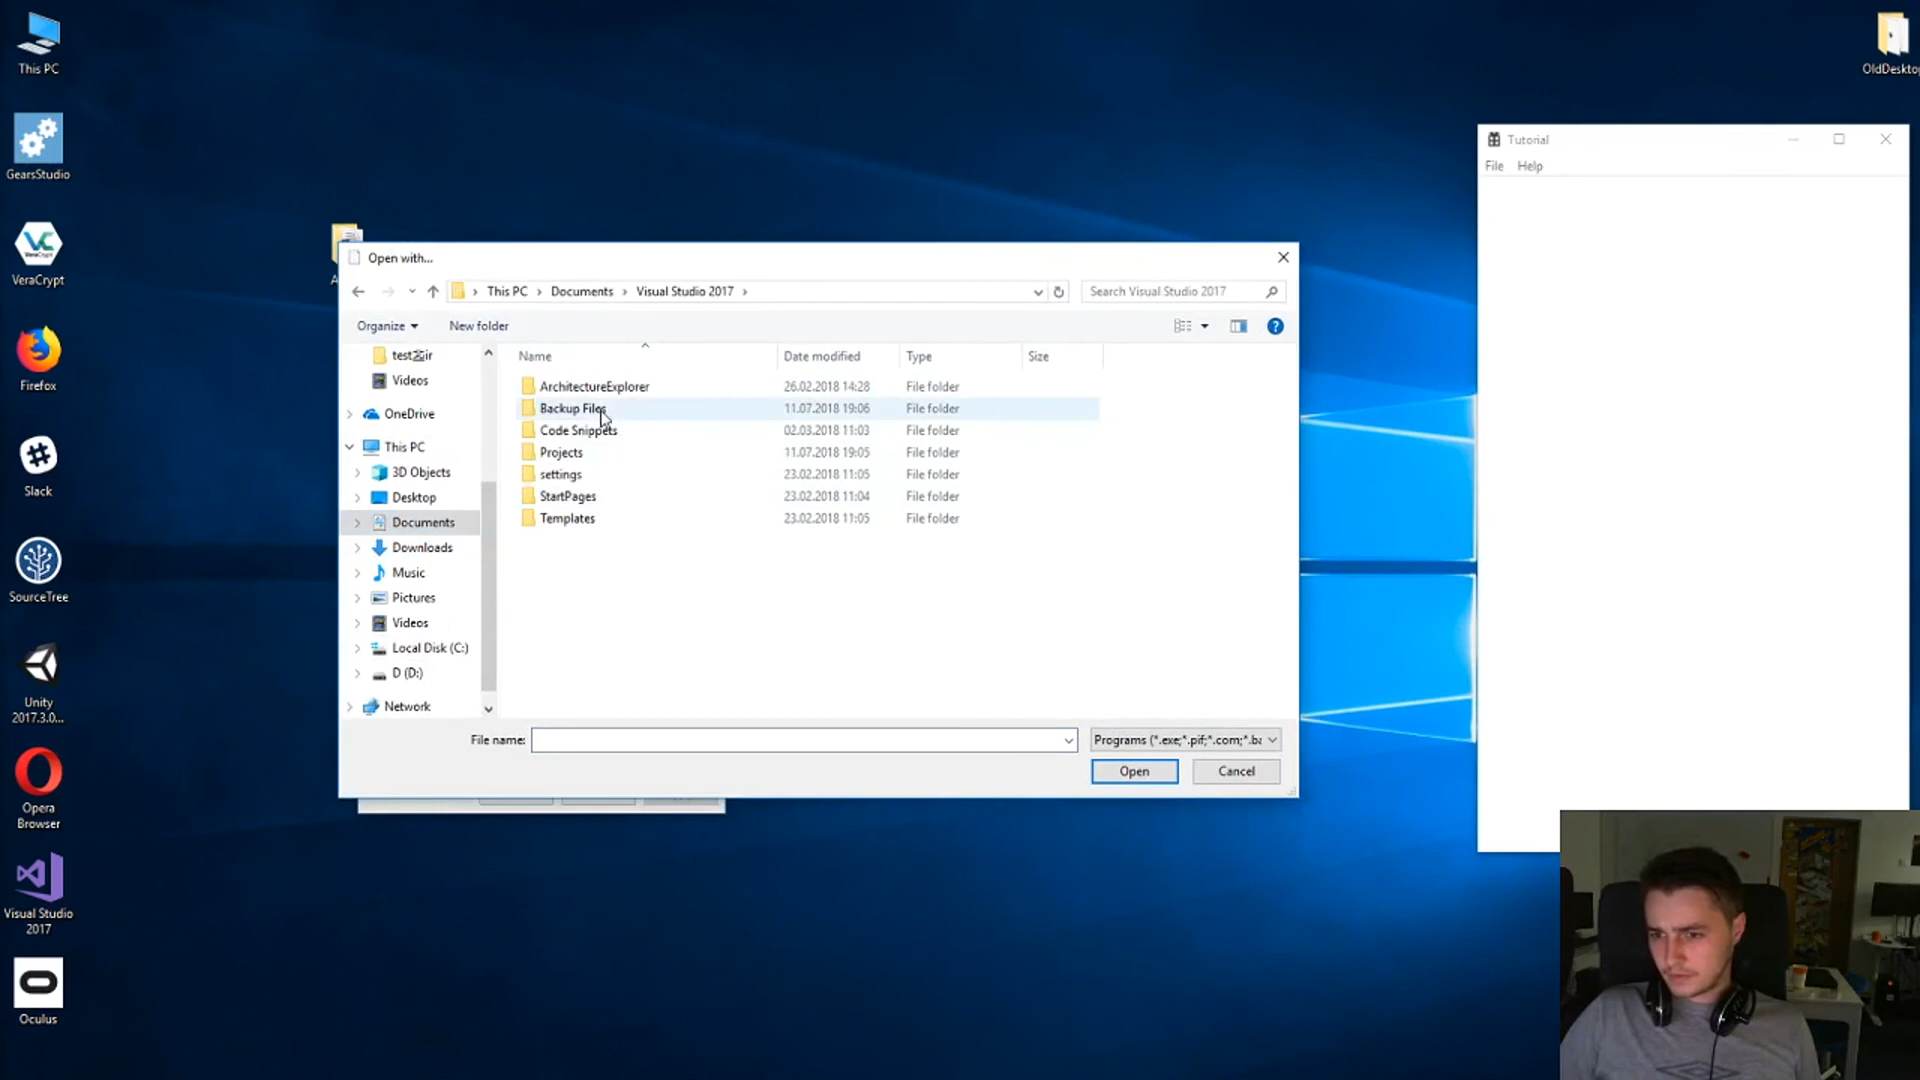 This PC
GearsStudio
VeraCrypt
Firefox
Slack
SourceTree
Unity
2017.3.0...
Opera
Browser
Visual Studio
2017
Oculus
Open with...
This PC > Documents > Visual Studio 2017 >
Search Visual Studio 2017
Organize
New folder
Videos
OneDrive
This PC
3D Objects
Desktop
Documents
Downloads
Music
Pictures
Videos
Local Disk (C:)
D (D:)
Network
Name Date modified Type Size
ArchitectureExplorer 26.02.2018 14:28 File folder
Backup Files 11.07.2018 19:06 File folder
Code Snippets 02.03.2018 11:03 File folder
Projects 11.07.2018 19:05 File folder
settings 23.02.2018 11:05 File folder
StartPages 23.02.2018 11:04 File folder
Templates 23.02.2018 11:05 File folder
File name:
Programs (*.exe;*.pif;*.com;*.ba
Open
Cancel
Tutorial
File Help
OldDeskto